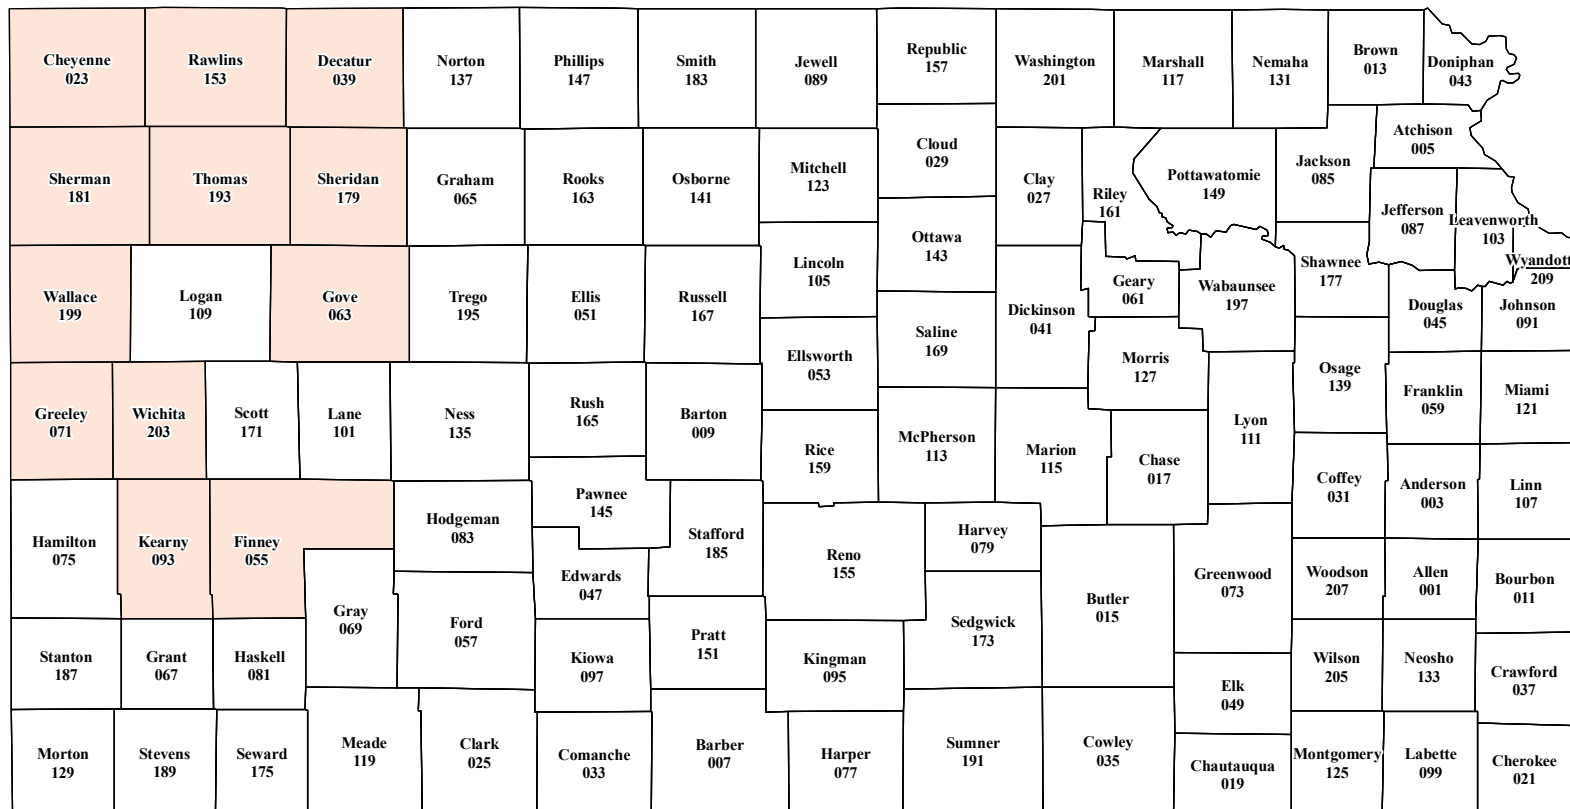 Cheyenne
023
Rawlins
153
Decatur
039
Norton
137
Phillips
147
Smith
183
Jewell
089
Republic
157
Washington
201
Marshall
117
Nemaha
131
Brown
013
Doniphan
043
Sherman
181
Thomas
193
Sheridan
179
Graham
065
Rooks
163
Osborne
141
Mitchell
123
Cloud
029
Clay
027
Riley
161
Pottawatomie
149
Jackson
085
Atchison
005
Jefferson
087
Leavenworth
103
Wyandott
209
Wallace
199
Logan
109
Gove
063
Trego
195
Ellis
051
Russell
167
Lincoln
105
Ottawa
143
Saline
169
Dickinson
041
Geary
061
Wabaunsee
197
Shawnee
177
Douglas
045
Johnson
091
Ellsworth
053
Morris
127
Osage
139
Franklin
059
Miami
121
Greeley
071
Wichita
203
Scott
171
Lane
101
Ness
135
Rush
165
Barton
009
Rice
159
McPherson
113
Marion
115
Chase
017
Lyon
111
Coffey
031
Anderson
003
Linn
107
Hamilton
075
Kearny
093
Finney
055
Hodgeman
083
Pawnee
145
Stafford
185
Reno
155
Harvey
079
Edwards
047
Gray
069
Ford
057
Sedgwick
173
Butler
015
Greenwood
073
Woodson
207
Allen
001
Bourbon
011
Stanton
187
Grant
067
Haskell
081
Kiowa
097
Pratt
151
Kingman
095
Elk
049
Wilson
205
Neosho
133
Crawford
037
Morton
129
Stevens
189
Seward
175
Meade
119
Clark
025
Comanche
033
Barber
007
Harper
077
Sumner
191
Cowley
035
Chautauqua
019
Montgomery
125
Labette
099
Cherokee
021